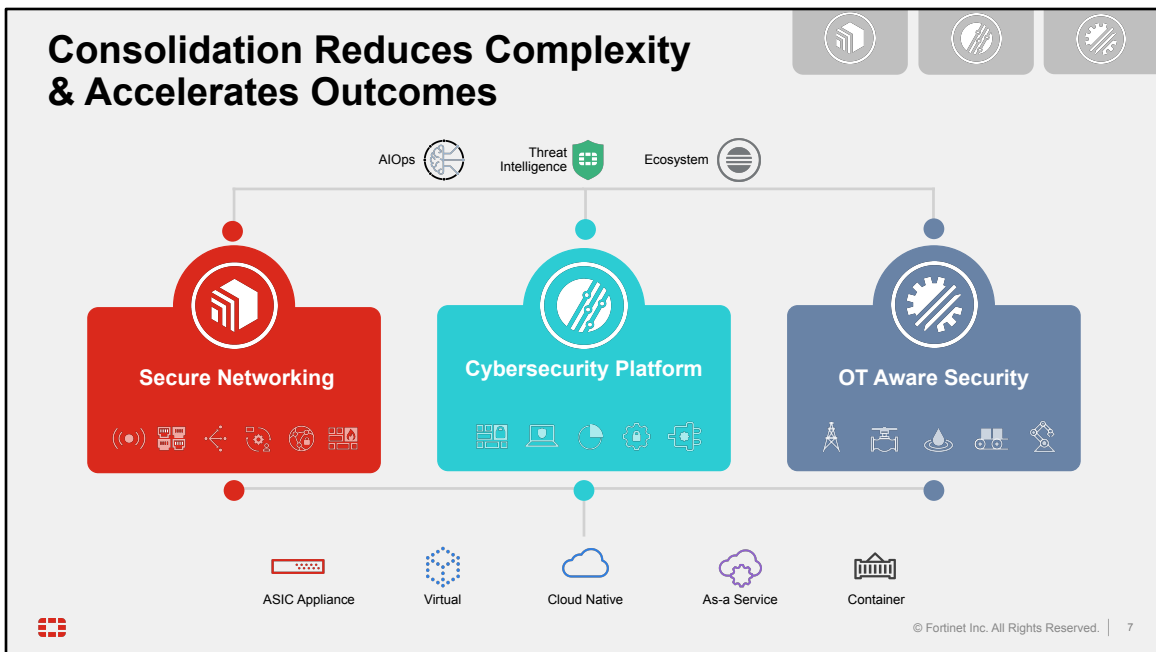 Consolidation Reduces Complexity
& Accelerates Outcomes
AIOps
Threat
Intelligence
Ecosystem
Secure Networking
Cybersecurity Platform
OT Aware Security
ASIC Appliance
Virtual
Cloud Native
As-a Service
Container
© Fortinet Inc. All Rights Reserved.
7